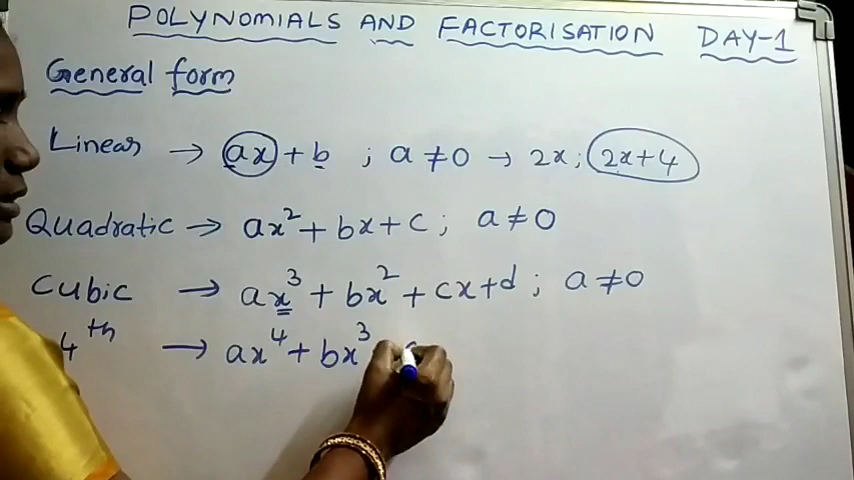 POLYNOMIALS AND FACTORISATION DAY-1
General form
Linear → ax + b ; a ≠ 0 → 2x ; 2x+4
Quadratic → ax² + bx + c ; a ≠ 0
Cubic → ax³ + bx² + cx + d ; a ≠ 0
4th → ax⁴ + bx³